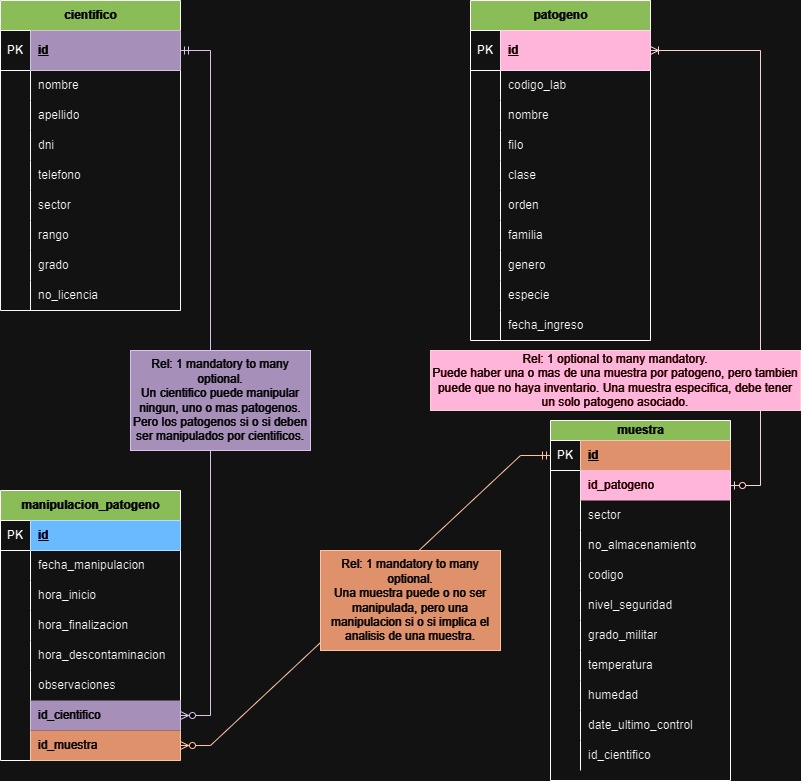 cientifico
PK id
nombre
apellido
dni
telefono
sector
rango
grado
no_licencia
patogeno
PK id
codigo_lab
nombre
filo
clase
orden
familia
genero
especie
fecha_ingreso
Rel: 1 mandatory to many
optional.
Un cientifico puede manipular
ningun, uno o mas patogenos.
Pero los patogenos si o si deben
ser manipulados por cientificos.
Rel: 1 optional to many mandatory.
Puede haber una o mas de una muestra por patogeno, pero tambien
puede que no haya inventario. Una muestra especifica, debe tener
un solo patogeno asociado.
manipulacion_patogeno
PK id
fecha_manipulacion
hora_inicio
hora_finalizacion
hora_descontaminacion
observaciones
id_cientifico
id_muestra
Rel: 1 mandatory to many
optional.
Una muestra puede o no ser
manipulada, pero una
manipulacion si o si implica el
analisis de una muestra.
muestra
PK id
id_patogeno
sector
no_almacenamiento
codigo
nivel_seguridad
grado_militar
temperatura
humedad
date_ultimo_control
id_cientifico